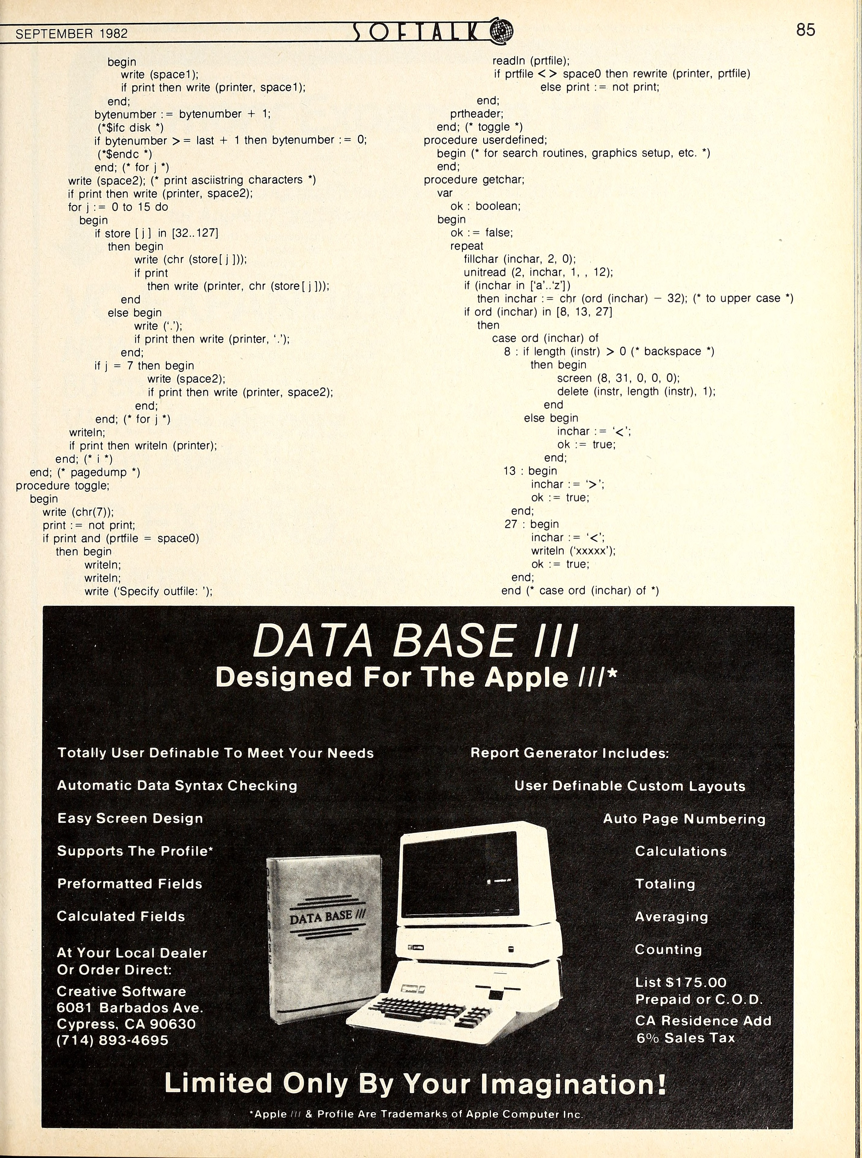 SEPTEMBER 1982
SOFTALK
85
begin
write (space1);
if print then write (printer, space1);
end;
bytenumber := bytenumber + 1;
(*$ifc disk *)
if bytenumber >= last + 1 then bytenumber := 0;
(*$endc *)
end; (* for j *)
write (space2); (* print asciistring characters *)
if print then write (printer, space2);
for j := 0 to 15 do
begin
if store [ j ] in [32..127]
then begin
write (chr (store[ j ]));
if print
then write (printer, chr (store[ j ]));
end
else begin
write ('.');
if print then write (printer, '.');
end;
if j = 7 then begin
write (space2);
if print then write (printer, space2);
end;
end; (* for j *)
writeln;
if print then writeln (printer);
end; (* i *)
end; (* pagedump *)
procedure toggle;
begin
write (chr(7));
print := not print;
if print and (prtfile = space0)
then begin
writeln;
writeln;
write ('Specify outfile: ');
readln (prtfile);
if prtfile <> space0 then rewrite (printer, prtfile)
else print := not print;
end;
prtheader;
end; (* toggle *)
procedure userdefined;
begin (* for search routines, graphics setup, etc. *)
end;
procedure getchar;
var
ok : boolean;
begin
ok := false;
repeat
fillchar (inchar, 2, 0);
unitread (2, inchar, 1, , 12);
if (inchar in ['a'..'z'])
then inchar := chr (ord (inchar) − 32); (* to upper case *)
if ord (inchar) in [8, 13, 27]
then
case ord (inchar) of
8 : if length (instr) > 0 (* backspace *)
then begin
screen (8, 31, 0, 0, 0);
delete (instr, length (instr), 1);
end
else begin
inchar := '<';
ok := true;
end;
13 : begin
inchar := '>';
ok := true;
end;
27 : begin
inchar := '<';
writeln ('xxxxx');
ok := true;
end;
end (* case ord (inchar) of *)
DATA BASE III
Designed For The Apple ///*
Totally User Definable To Meet Your Needs
Automatic Data Syntax Checking
Easy Screen Design
Supports The Profile*
Preformatted Fields
Calculated Fields
At Your Local Dealer
Or Order Direct:
Creative Software
6081 Barbados Ave.
Cypress, CA 90630
(714) 893-4695
DATA BASE ///
Report Generator Includes:
User Definable Custom Layouts
Auto Page Numbering
Calculations
Totaling
Averaging
Counting
List $175.00
Prepaid or C.O.D.
CA Residence Add
6% Sales Tax
Limited Only By Your Imagination!
*Apple /// & Profile Are Trademarks of Apple Computer Inc.